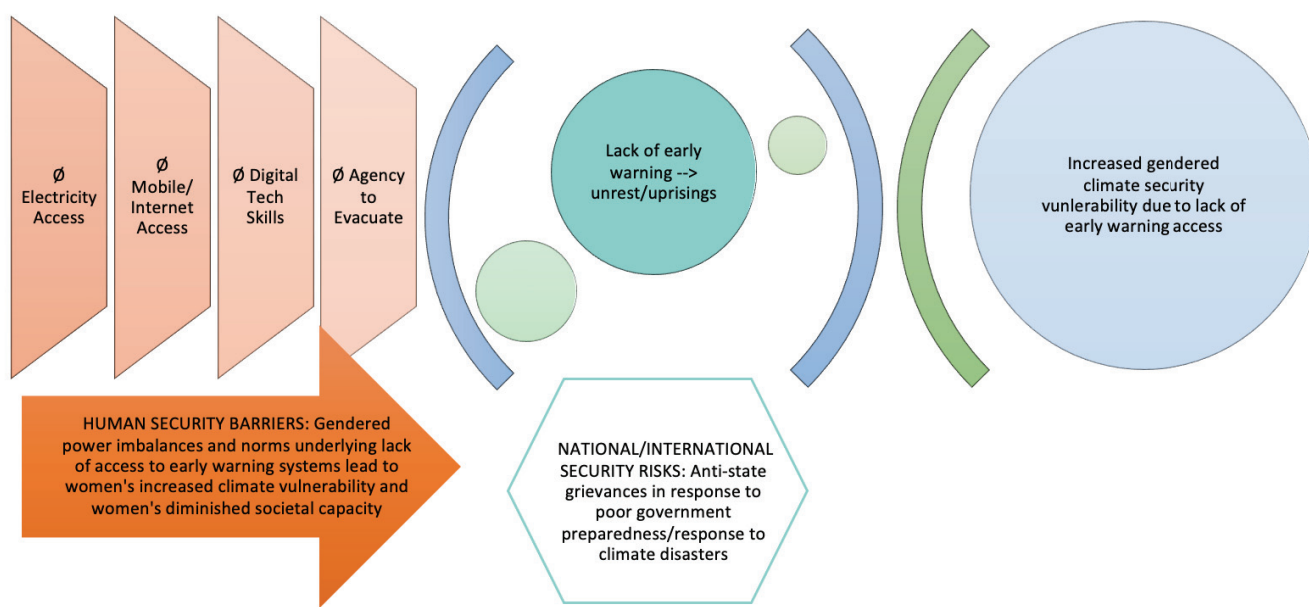 Ø
Electricity
Access
Ø
Mobile/
Internet
Access
Ø Digital
Tech
Skills
Ø Agency
to
Evacuate
Lack of early
warning -->
unrest/uprisings
Increased gendered
climate security
vunlerability due to lack of
early warning access
HUMAN SECURITY BARRIERS: Gendered
power imbalances and norms underlying lack
of access to early warning systems lead to
women's increased climate vulnerability and
women's diminished societal capacity
NATIONAL/INTERNATIONAL
SECURITY RISKS: Anti-state
grievances in response to
poor government
preparedness/response to
climate disasters